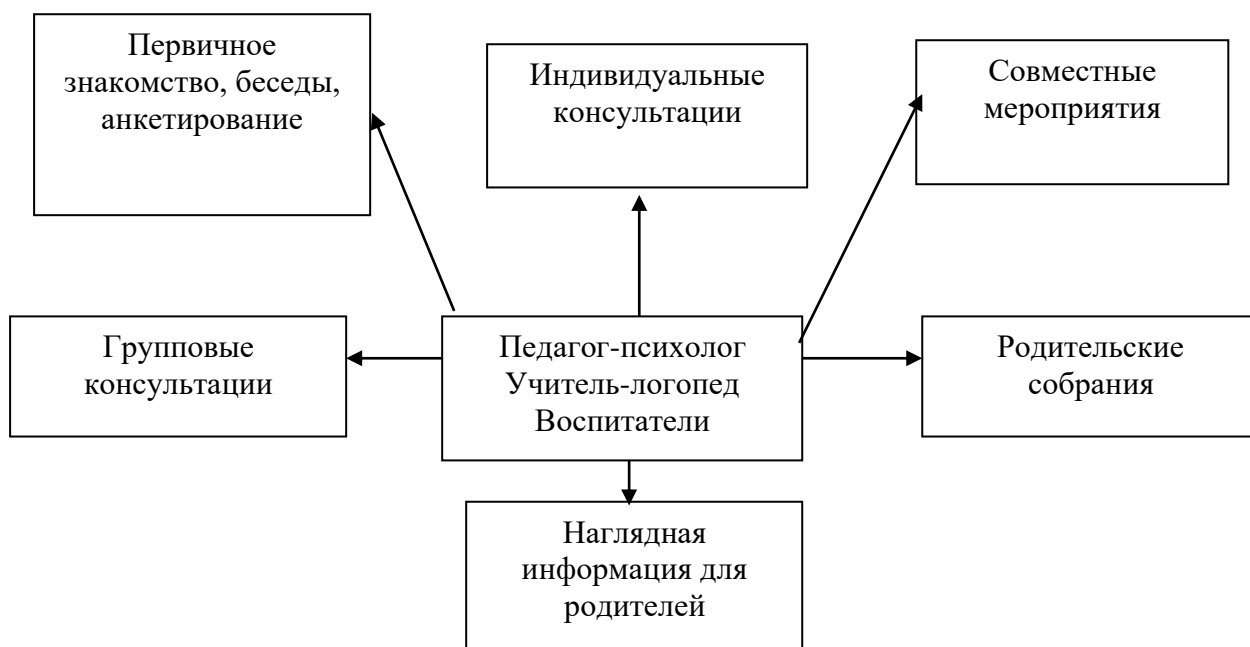 Первичное
знакомство, беседы,
анкетирование
Индивидуальные
консультации
Совместные
мероприятия
Групповые
консультации
Педагог-психолог
Учитель-логопед
Воспитатели
Родительские
собрания
Наглядная
информация для
родителей